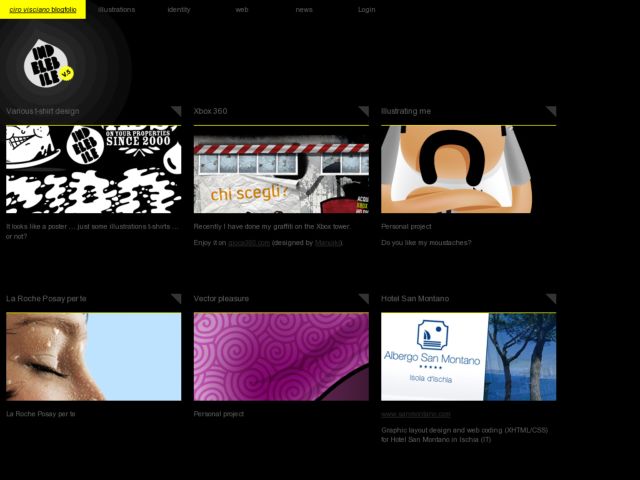 ciro visciano blogfolio
illustrations
identity
web
news
Login
IND
ELEB
ILE
V.5
Various t-shirt design
Xbox 360
Illustrating me
IND
ELEB
ILE
ON YOUR PROPERTIES
SINCE 2000
chi scegli?
It looks like a poster . . . just some illustrations t-shirts ...
or not?
Recently I have done my graffiti on the Xbox tower
Enjoy it on gioca360.com (designed by
Personal project
Do you like my moustaches?
La Roche Posay per te
Vector pleasure
Hotel San Montano
Albergo San Montano
★★★★★
Isola d'Ischia
La Roche Posay per te
Personal project
www.sanmontano.com
Graphic layout design and web coding (XHTML/CSS)
for Hotel San Montano in Ischia (IT)